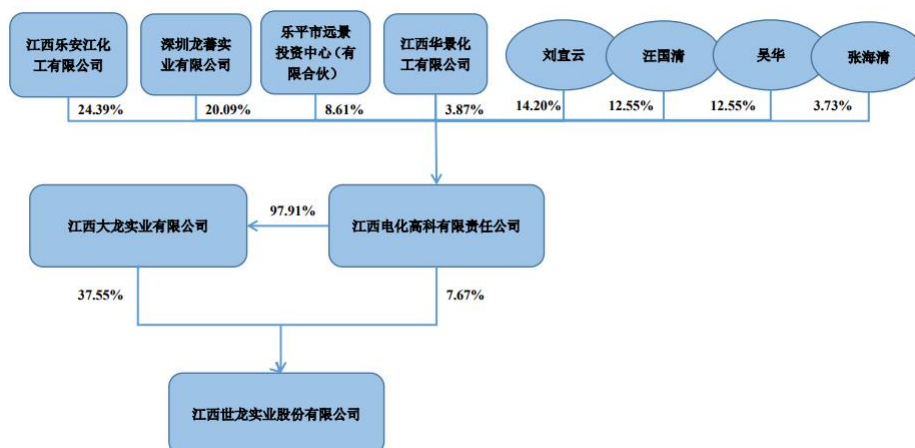 江西乐安江化
工有限公司
深圳龙蕃实
业有限公司
乐平市远景
投资中心（有
限合伙）
江西华景化
工有限公司
刘宜云
汪国清
吴华
张海清
24.39%
20.09%
8.61%
3.87%
14.20%
12.55%
12.55%
3.73%
江西大龙实业有限公司
97.91%
江西电化高科有限责任公司
37.55%
7.67%
江西世龙实业股份有限公司